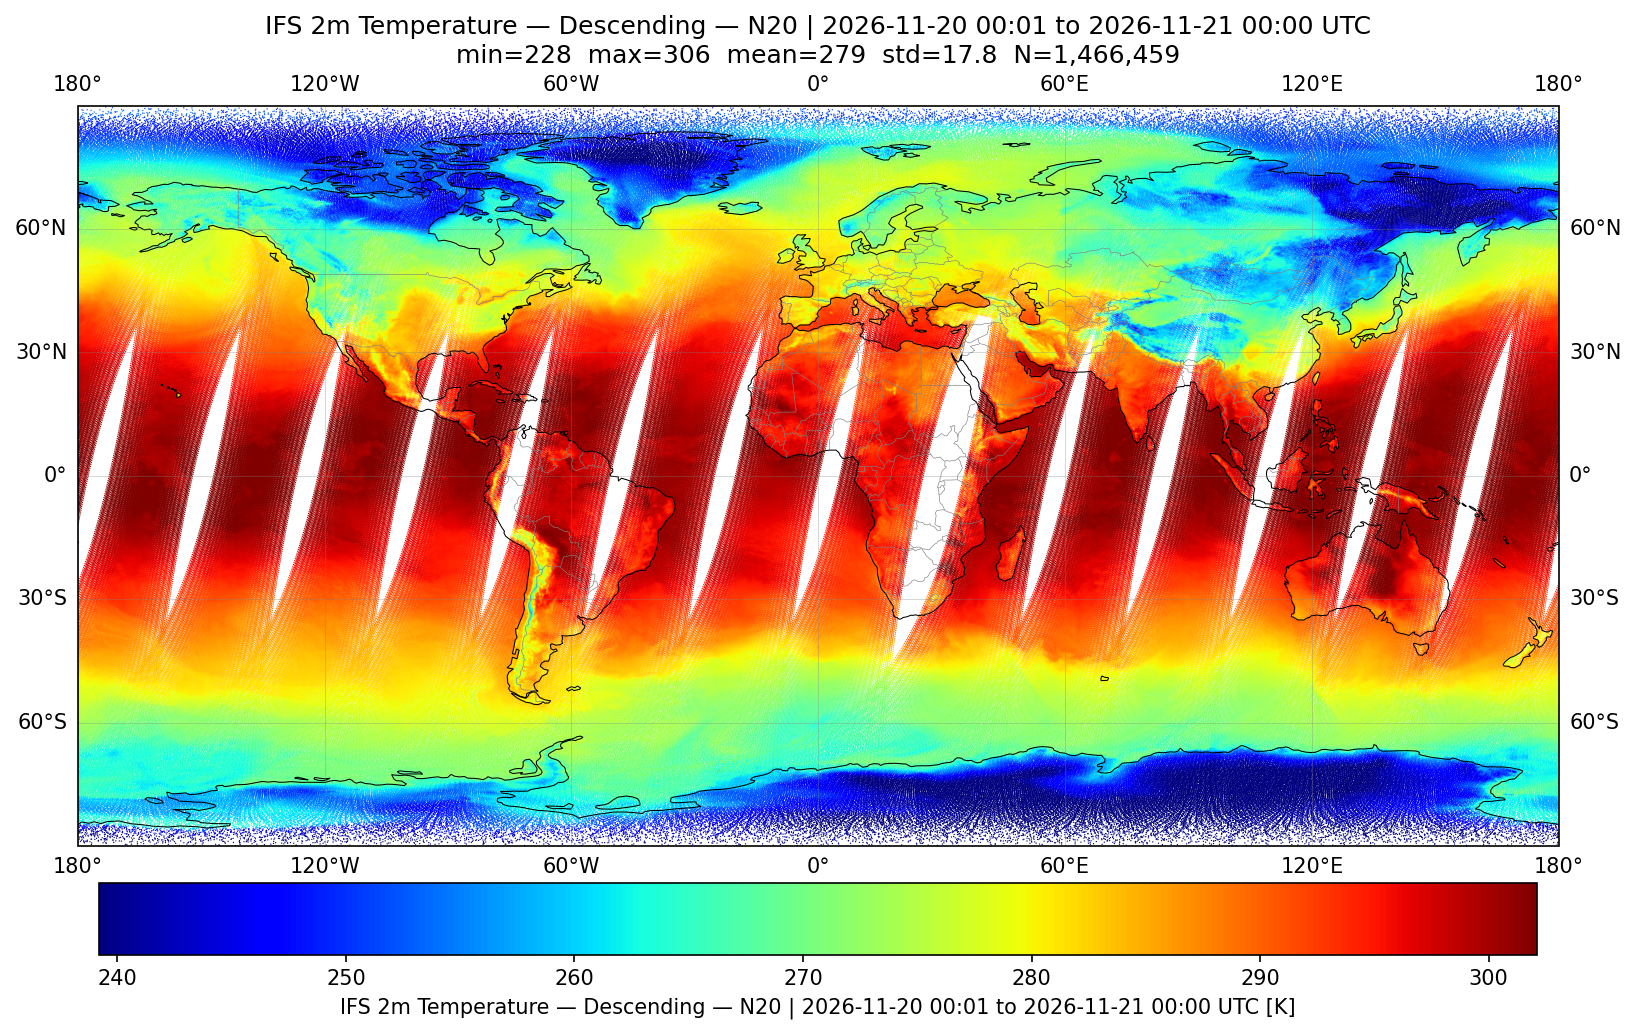 IFS 2m Temperature — Descending — N20 | 2026-11-20 00:01 to 2026-11-21 00:00 UTC
min=228 max=306 mean=279 std=17.8 N=1,466,459
180° 120°W 60°W 0° 60°E 120°E 180°
60°N 60°N
30°N 30°N
0° 0°
30°S 30°S
60°S 60°S
180° 120°W 60°W 0° 60°E 120°E 180°
240 250 260 270 280 290 300
IFS 2m Temperature — Descending — N20 | 2026-11-20 00:01 to 2026-11-21 00:00 UTC [K]